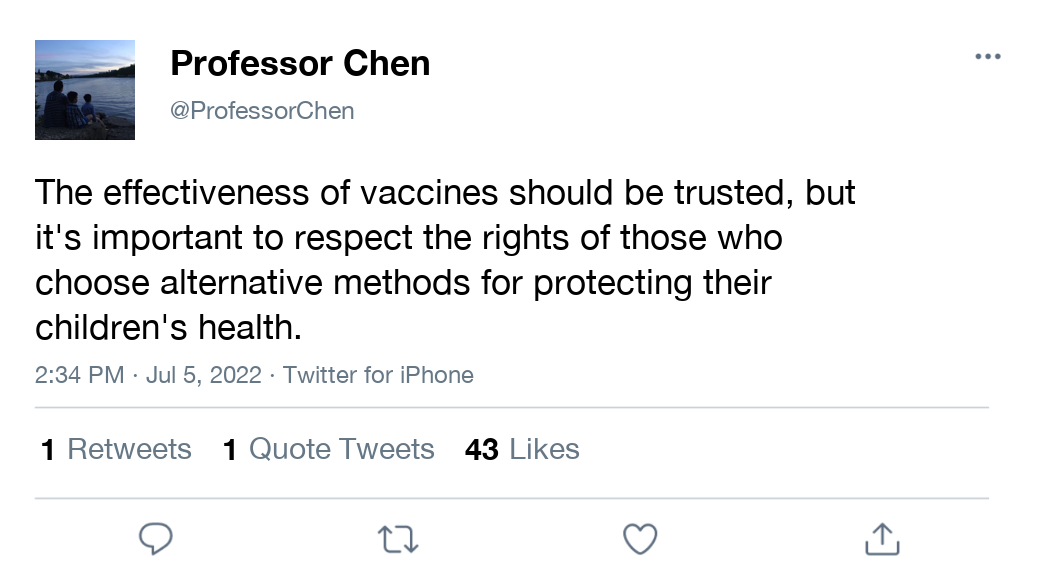 Professor Chen
@ProfessorChen
The effectiveness of vaccines should be trusted, but
it's important to respect the rights of those who
choose alternative methods for protecting their
children's health.
2:34 PM · Jul 5, 2022 · Twitter for iPhone
1 Retweets 1 Quote Tweets 43 Likes